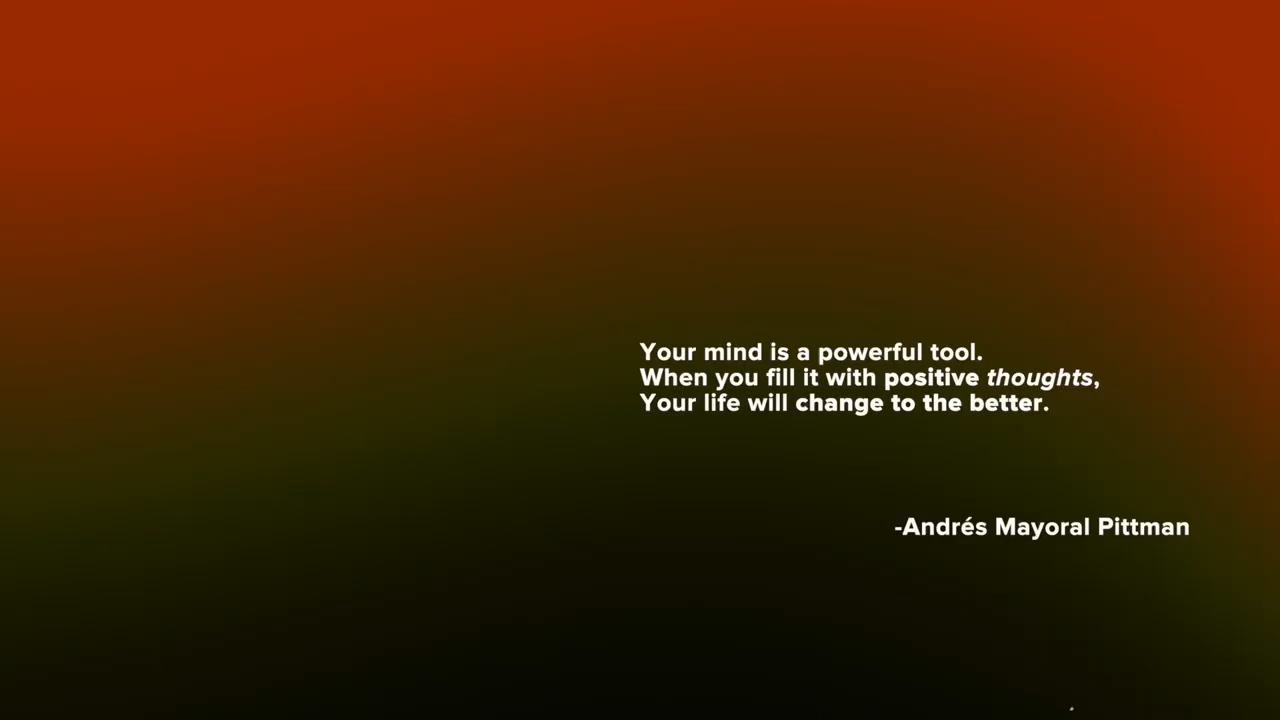 Your mind is a powerful tool.
When you fill it with positive thoughts,
Your life will change to the better.
-Andrés Mayoral Pittman